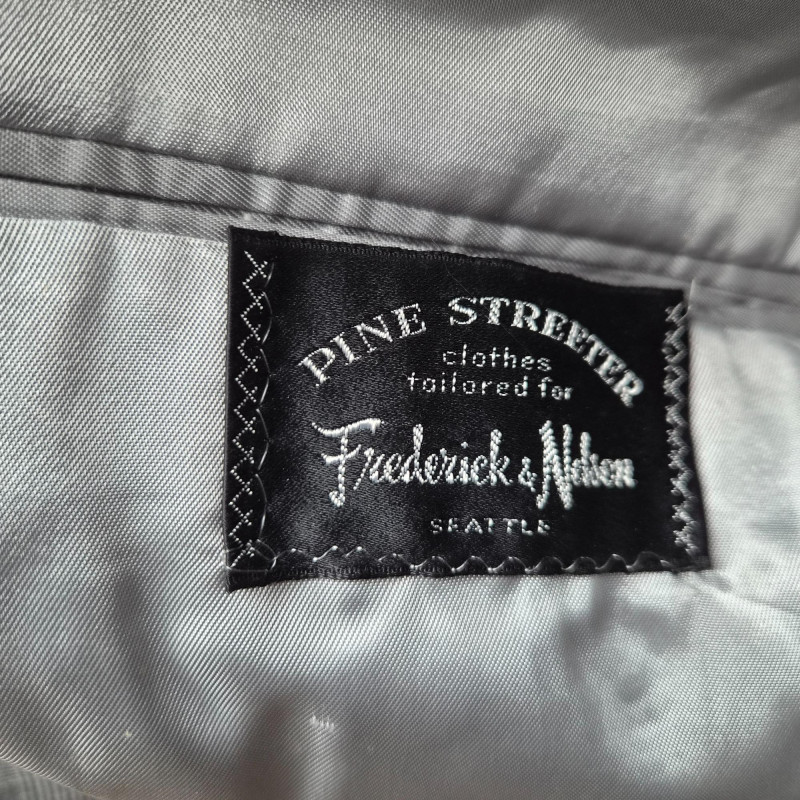 PINE STREETER
clothes
tailored for
Frederick & Nelson
SEATTLE